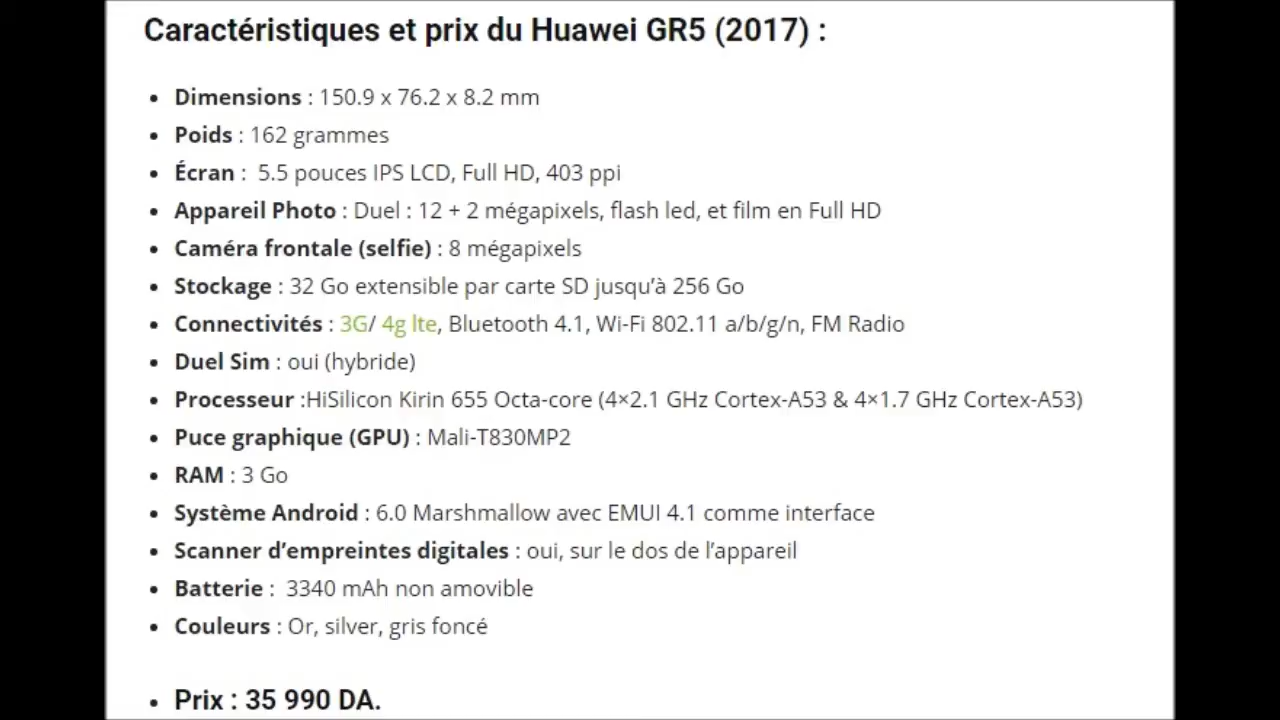 Caractéristiques et prix du Huawei GR5 (2017) :
• Dimensions : 150.9 x 76.2 x 8.2 mm
• Poids : 162 grammes
• Écran :  5.5 pouces IPS LCD, Full HD, 403 ppi
• Appareil Photo : Duel : 12 + 2 mégapixels, flash led, et film en Full HD
• Caméra frontale (selfie) : 8 mégapixels
• Stockage : 32 Go extensible par carte SD jusqu’à 256 Go
• Connectivités : 3G/ 4g lte, Bluetooth 4.1, Wi-Fi 802.11 a/b/g/n, FM Radio
• Duel Sim : oui (hybride)
• Processeur :HiSilicon Kirin 655 Octa-core (4×2.1 GHz Cortex-A53 & 4×1.7 GHz Cortex-A53)
• Puce graphique (GPU) : Mali-T830MP2
• RAM : 3 Go
• Système Android : 6.0 Marshmallow avec EMUI 4.1 comme interface
• Scanner d’empreintes digitales : oui, sur le dos de l’appareil
• Batterie :  3340 mAh non amovible
• Couleurs : Or, silver, gris foncé
• Prix : 35 990 DA.